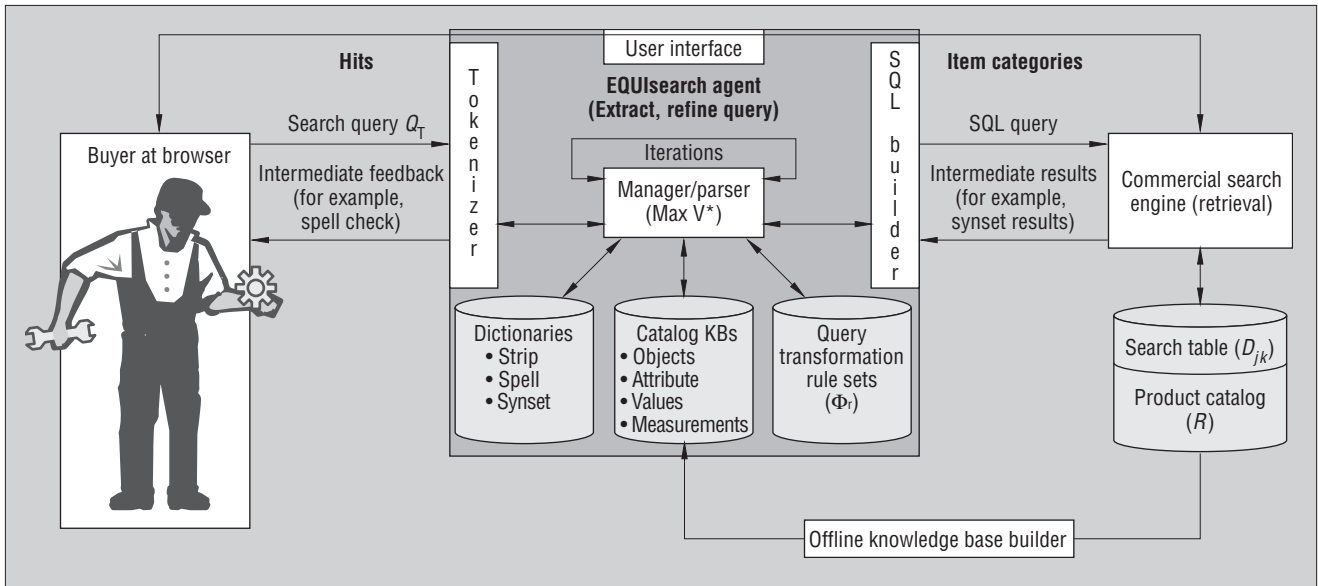 User interface
Hits
Tokenizer
EQUIsearch agent
(Extract, refine query)
SQL builder
Item categories
Search query Q_T
SQL query
Buyer at browser
Intermediate feedback
(for example,
spell check)
Iterations
Manager/parser
(Max V*)
Intermediate results
(for example,
synset results)
Commercial search
engine (retrieval)
Dictionaries
• Strip
• Spell
• Synset
Catalog KBs
• Objects
• Attribute
• Values
• Measurements
Query
transformation
rule sets
(Φr)
Search table (D_jk)
Product catalog
(R)
Offline knowledge base builder